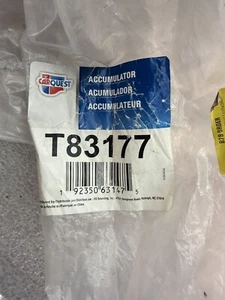 CARQUEST
ACCUMULATOR
ACUMULADOR
ACCUMULATEUR
T83177
1 92350 63147 5